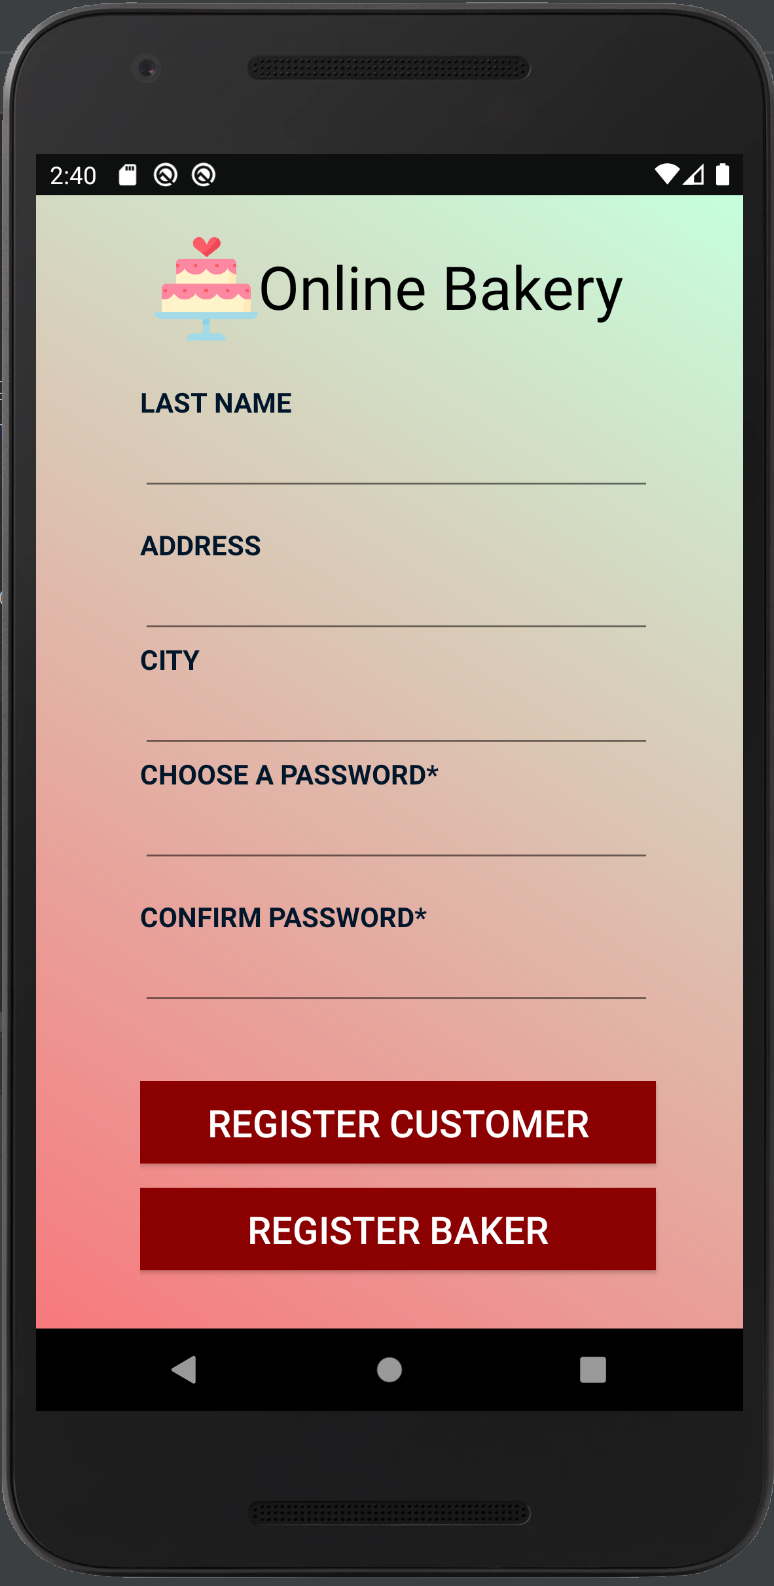 2:40
Online Bakery
LAST NAME
ADDRESS
CITY
CHOOSE A PASSWORD*
CONFIRM PASSWORD*
REGISTER CUSTOMER
REGISTER BAKER